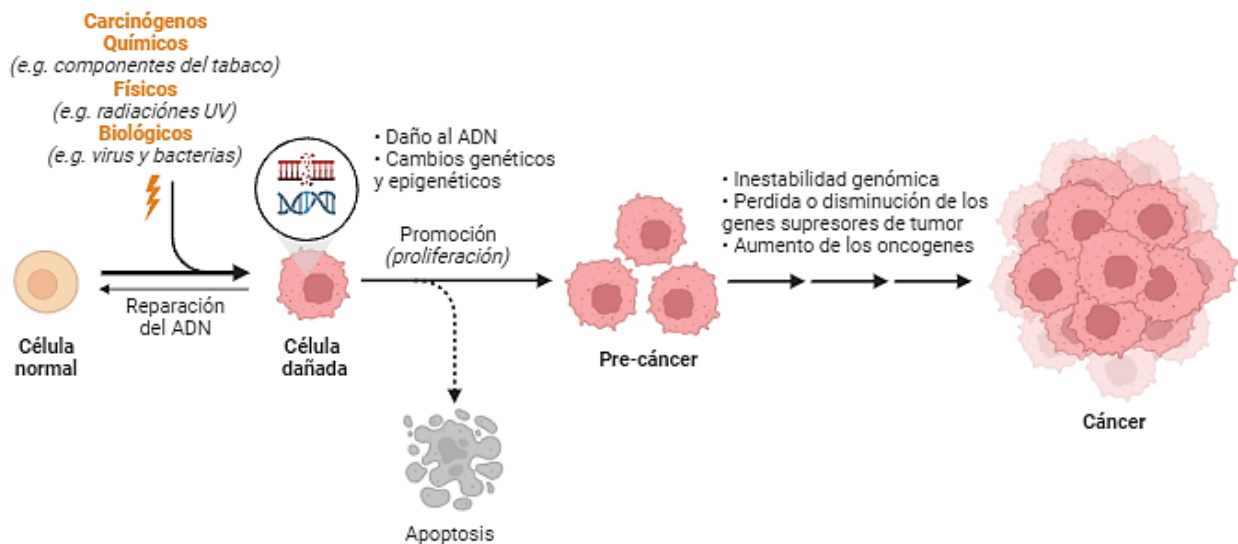 Carcinógenos
Químicos
(e.g. componentes del tabaco)
Físicos
(e.g. radiaciónes UV)
Biológicos
(e.g. virus y bacterias)
• Daño al ADN
• Cambios genéticos
y epigenéticos
Promoción
(proliferación)
• Inestabilidad genómica
• Perdida o disminución de los
genes supresores de tumor
• Aumento de los oncogenes
Reparación
del ADN
Célula
normal
Célula
dañada
Pre-cáncer
Cáncer
Apoptosis